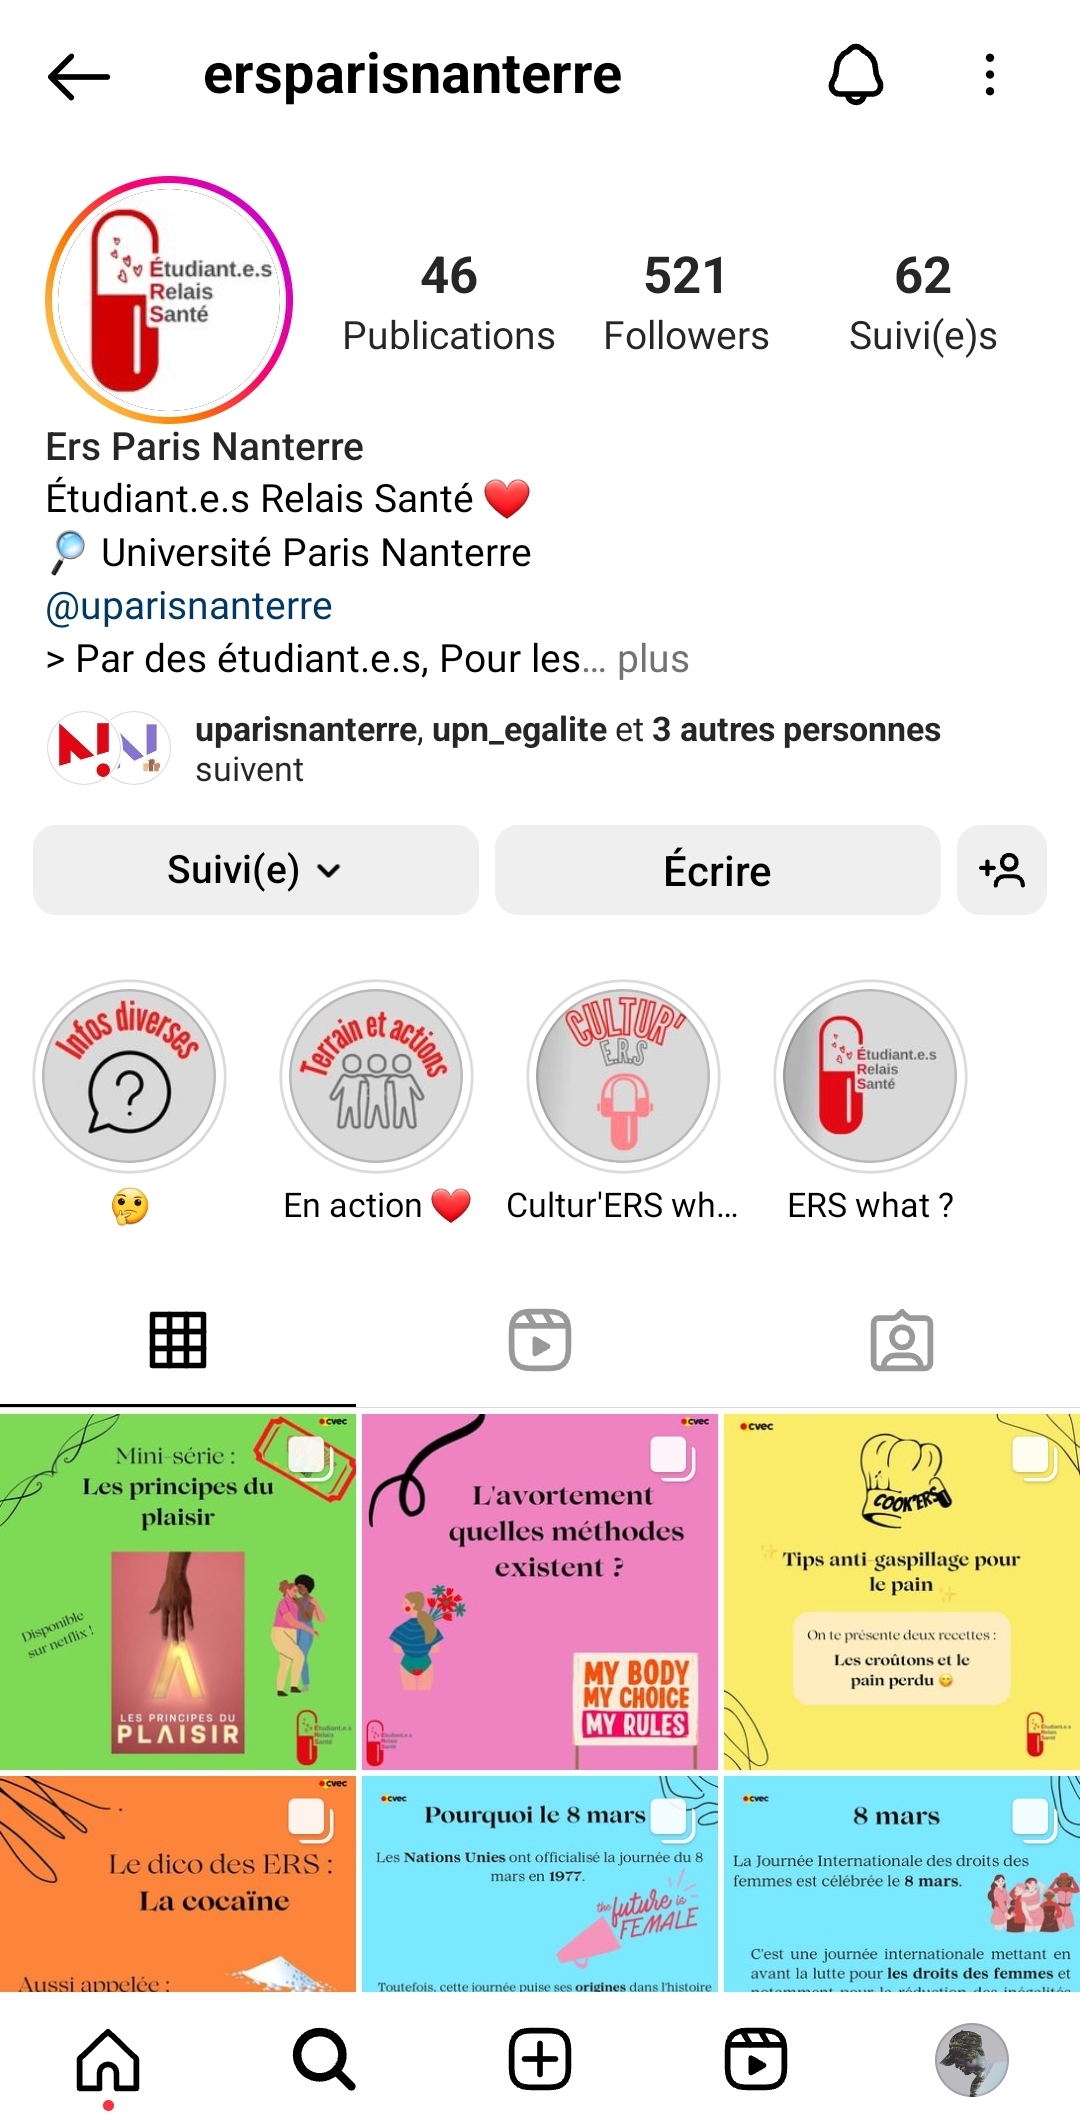 ersparisnanterre
Étudiant.e.s
Relais
Santé
46
Publications
521
Followers
62
Suivi(e)s
Ers Paris Nanterre
Étudiant.e.s Relais Santé ❤️
🔎 Université Paris Nanterre
@uparisnanterre
> Par des étudiant.e.s, Pour les... plus
uparisnanterre, upn_egalite et 3 autres personnes
suivent
Suivi(e)
Écrire
Infos diverses
?
Terrain et actions
CULTUR'
E.R.S
Étudiant.e.s
Relais
Santé
🤔
En action ❤️
Cultur'ERS wh...
ERS what ?
cvec
Mini-série :
Les principes du
plaisir
Disponible
sur netflix !
LES PRINCIPES DU
PLAISIR
Étudiant.e.s
Relais
Santé
cvec
L'avortement
quelles méthodes
existent ?
MY BODY
MY CHOICE
MY RULES
Étudiant.e.s
Relais
Santé
cvec
COOK'ERS
Tips anti-gaspillage pour
le pain
On te présente deux recettes :
Les croûtons et le
pain perdu 😋
Étudiant.e.s
Relais
Santé
cvec
Le dico des ERS :
La cocaïne
Aussi appelée :
cvec
Pourquoi le 8 mars
Les Nations Unies ont officialisé la journée du 8
mars en 1977.
the future is
FEMALE
Toutefois, cette journée puise ses origines dans l'histoire
cvec
8 mars
La Journée Internationale des droits des
femmes est célébrée le 8 mars.
C'est une journée internationale mettant en
avant la lutte pour les droits des femmes et
notamment pour la réduction des inégalités